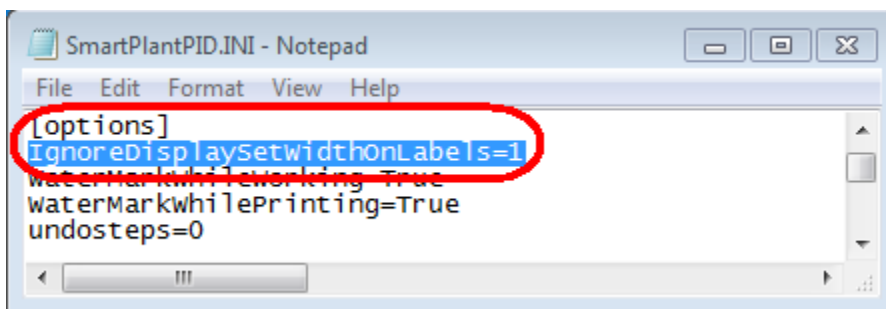 SmartPlantPID.INI - Notepad
File Edit Format View Help
[options]
IgnoreDisplaySetWidthOnLabels=1
WaterMarkWhileWorking=True
WaterMarkWhilePrinting=True
undosteps=0